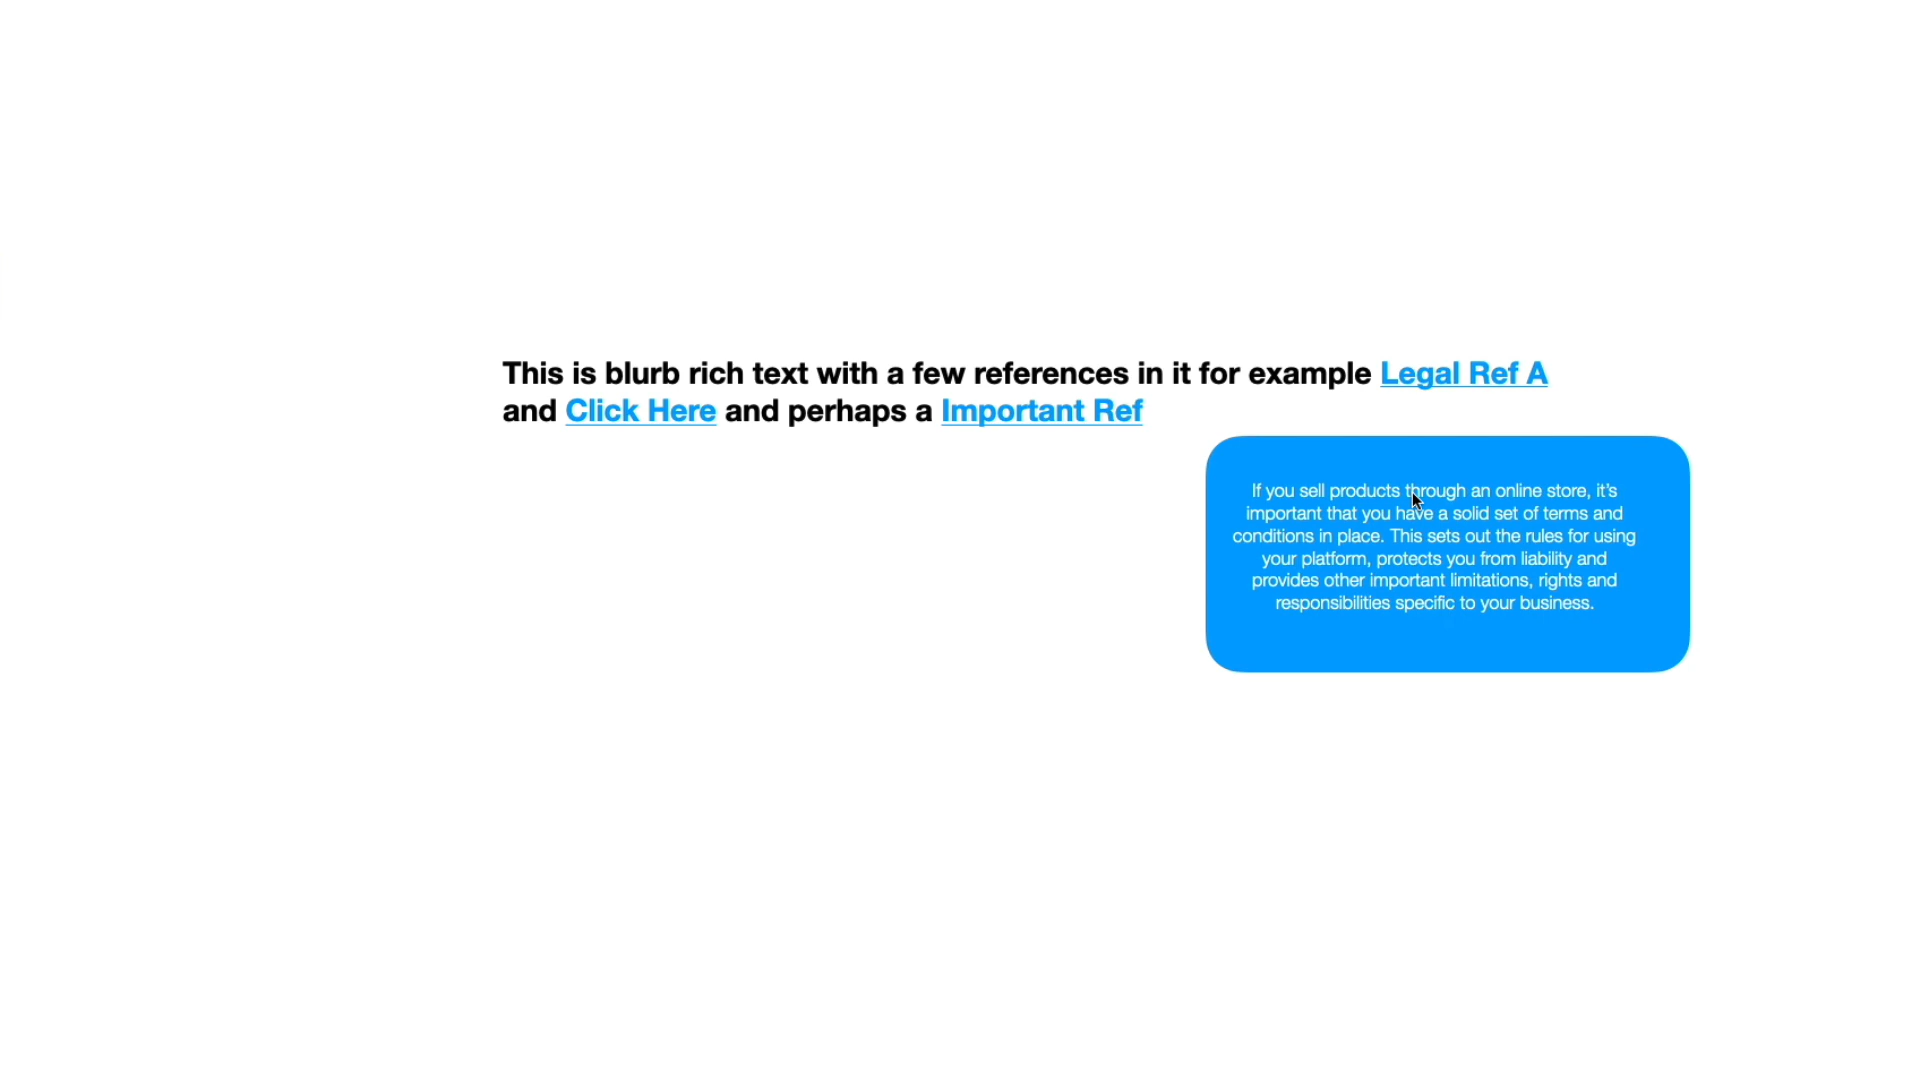 This is blurb rich text with a few references in it for example Legal Ref A
and Click Here and perhaps a Important Ref
If you sell products through an online store, it’s
important that you have a solid set of terms and
conditions in place. This sets out the rules for using
your platform, protects you from liability and
provides other important limitations, rights and
responsibilities specific to your business.